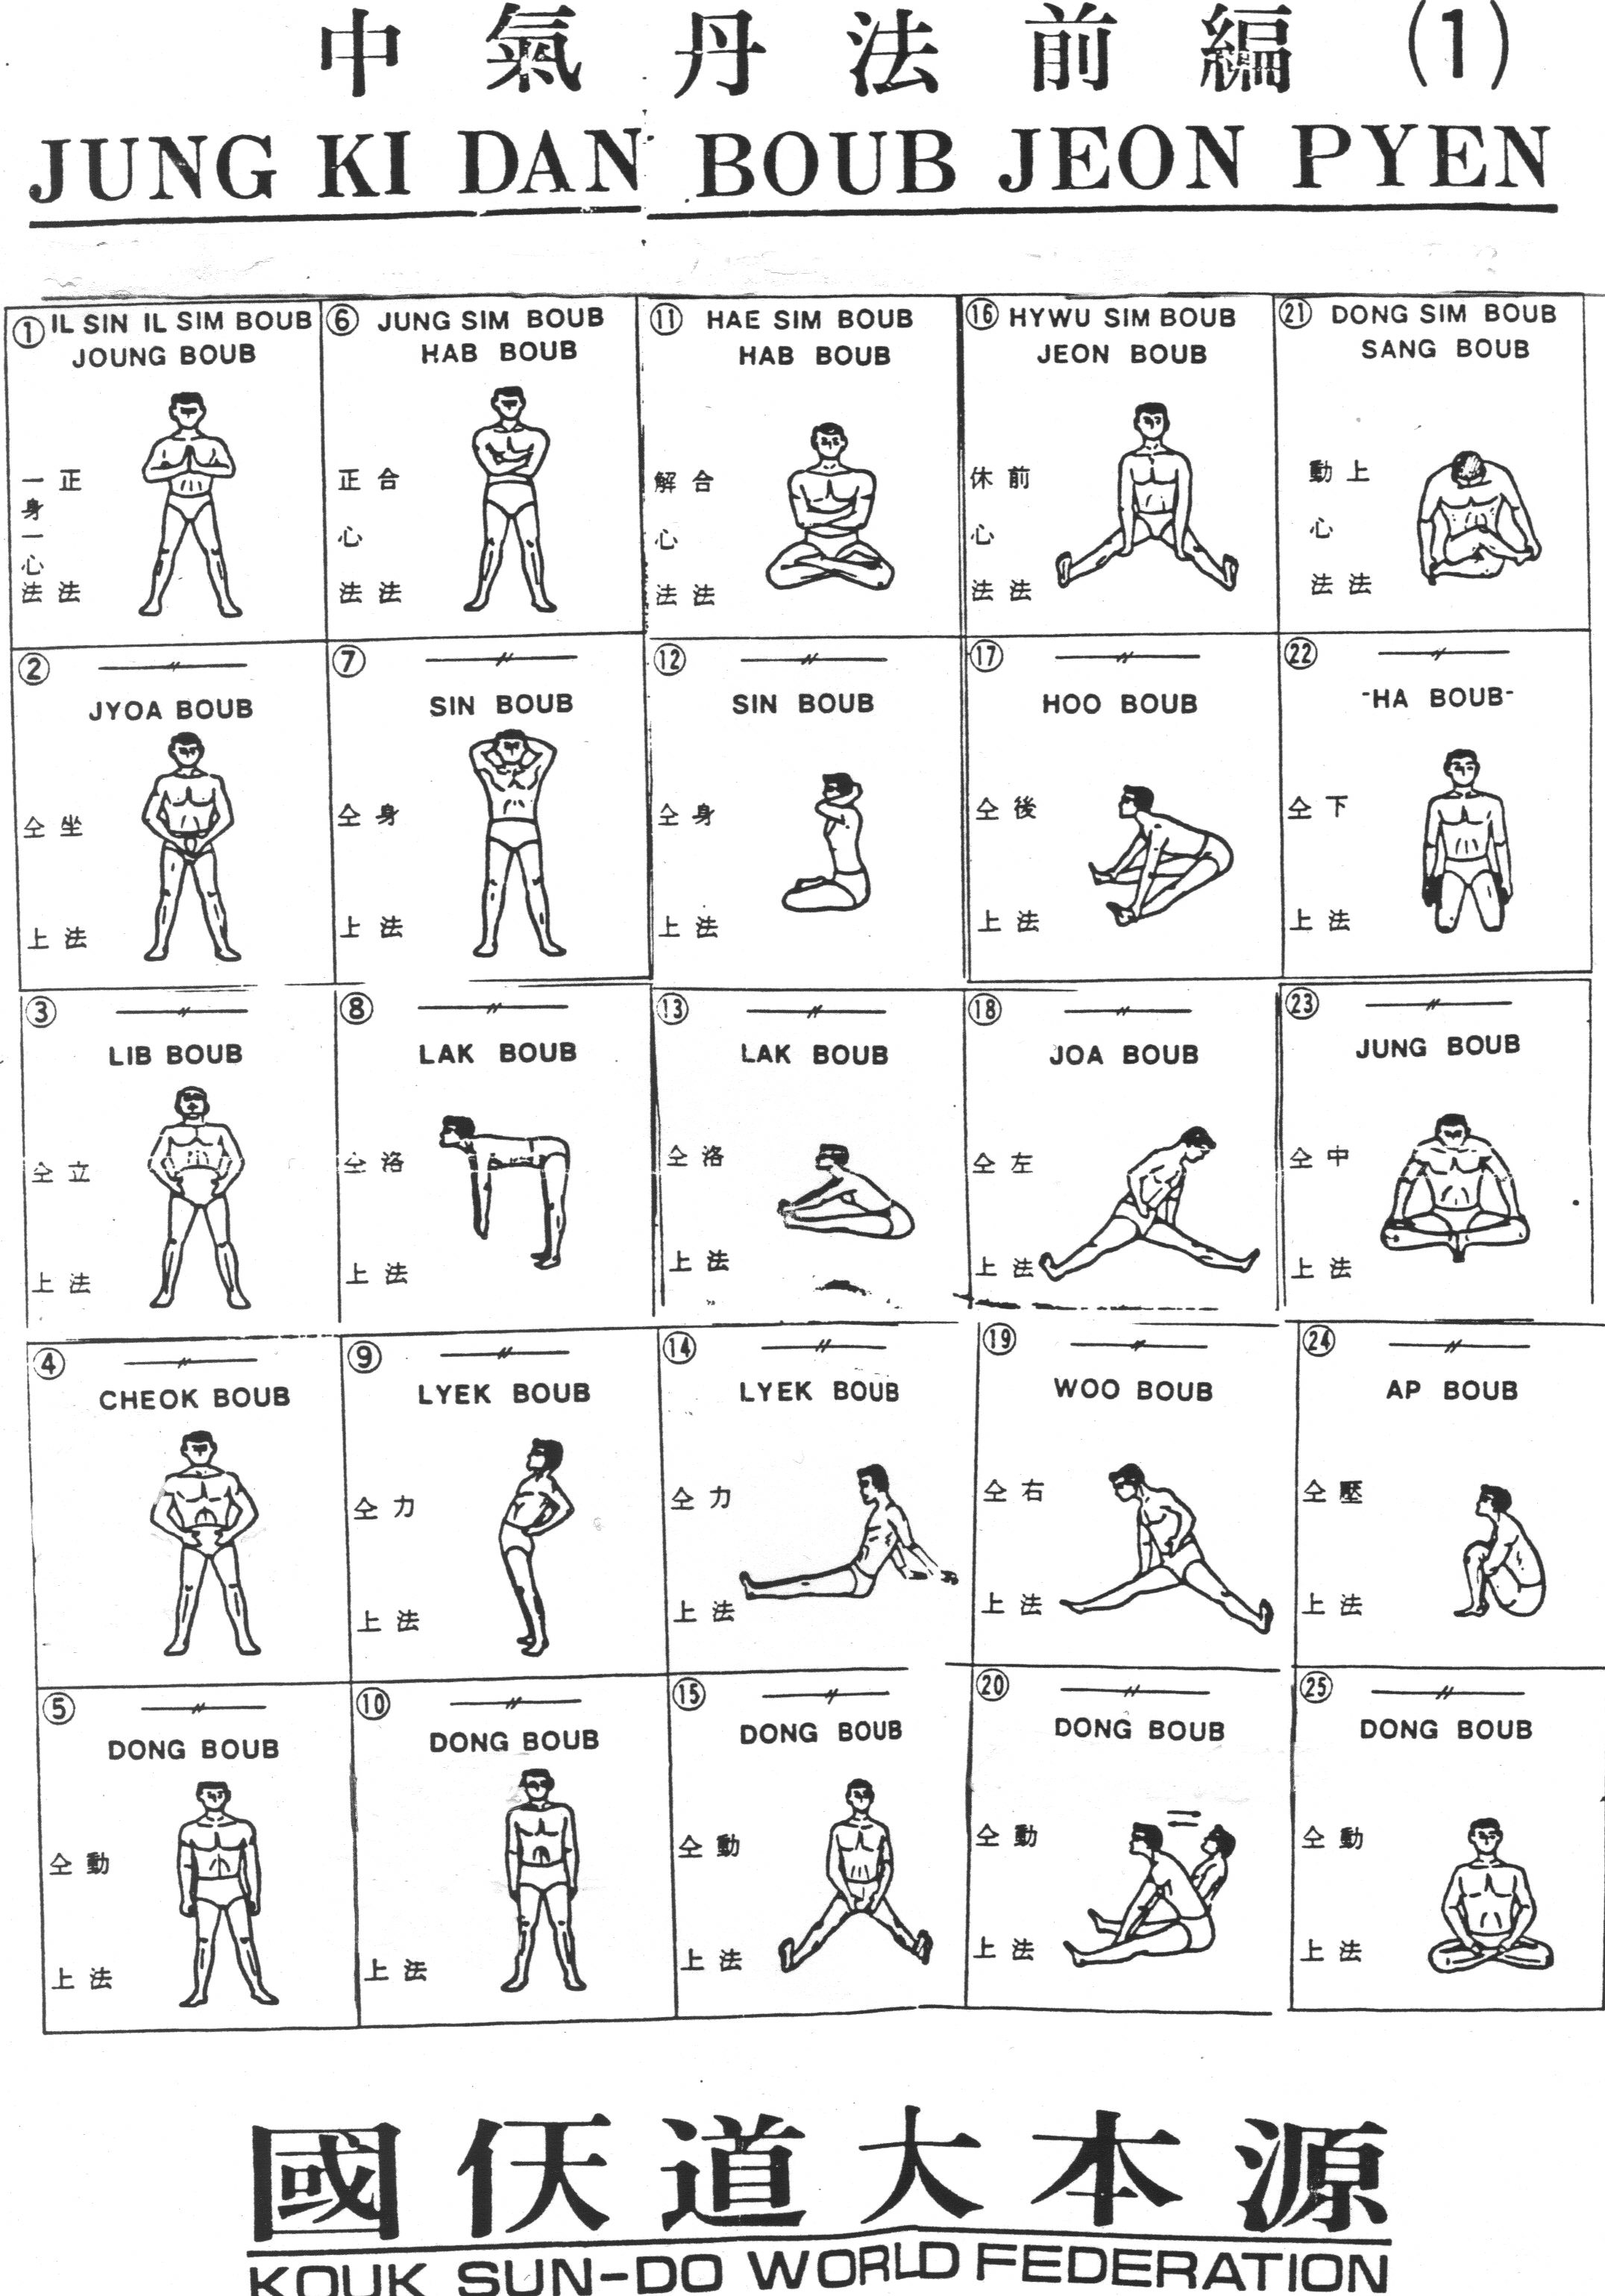 中氣丹法前編 (1)
JUNG KI DAN BOUB JEON PYEN
① IL SIN IL SIM BOUB
JOUNG BOUB
一身一心法
正法
② 〃
JYOA BOUB
仝上
坐法
③ 〃
LIB BOUB
仝上
立法
④ 〃
CHEOK BOUB
仝上
法
⑤ 〃
DONG BOUB
仝上
動法
⑥ JUNG SIM BOUB
HAB BOUB
正心法
合法
⑦ 〃
SIN BOUB
仝上
身法
⑧ 〃
LAK BOUB
仝上
洛法
⑨ 〃
LYEK BOUB
仝上
力法
⑩ 〃
DONG BOUB
上法
⑪ HAE SIM BOUB
HAB BOUB
解心法
合法
⑫ 〃
SIN BOUB
仝上
身法
⑬ 〃
LAK BOUB
仝上
洛法
⑭ 〃
LYEK BOUB
仝上
力法
⑮ 〃
DONG BOUB
仝上
動法
⑯ HYWU SIM BOUB
JEON BOUB
休心法
前法
⑰ 〃
HOO BOUB
仝上
後法
⑱ 〃
JOA BOUB
仝上
左法
⑲ 〃
WOO BOUB
仝上
右法
⑳ 〃
DONG BOUB
仝上
動法
㉑ DONG SIM BOUB
SANG BOUB
動心法
上法
㉒ 〃
-HA BOUB-
仝上
下法
㉓ 〃
JUNG BOUB
仝上
中法
㉔ 〃
AP BOUB
仝上
壓法
㉕ 〃
DONG BOUB
仝上
動法
國仸道大本源
KOUK SUN-DO WORLD FEDERATION